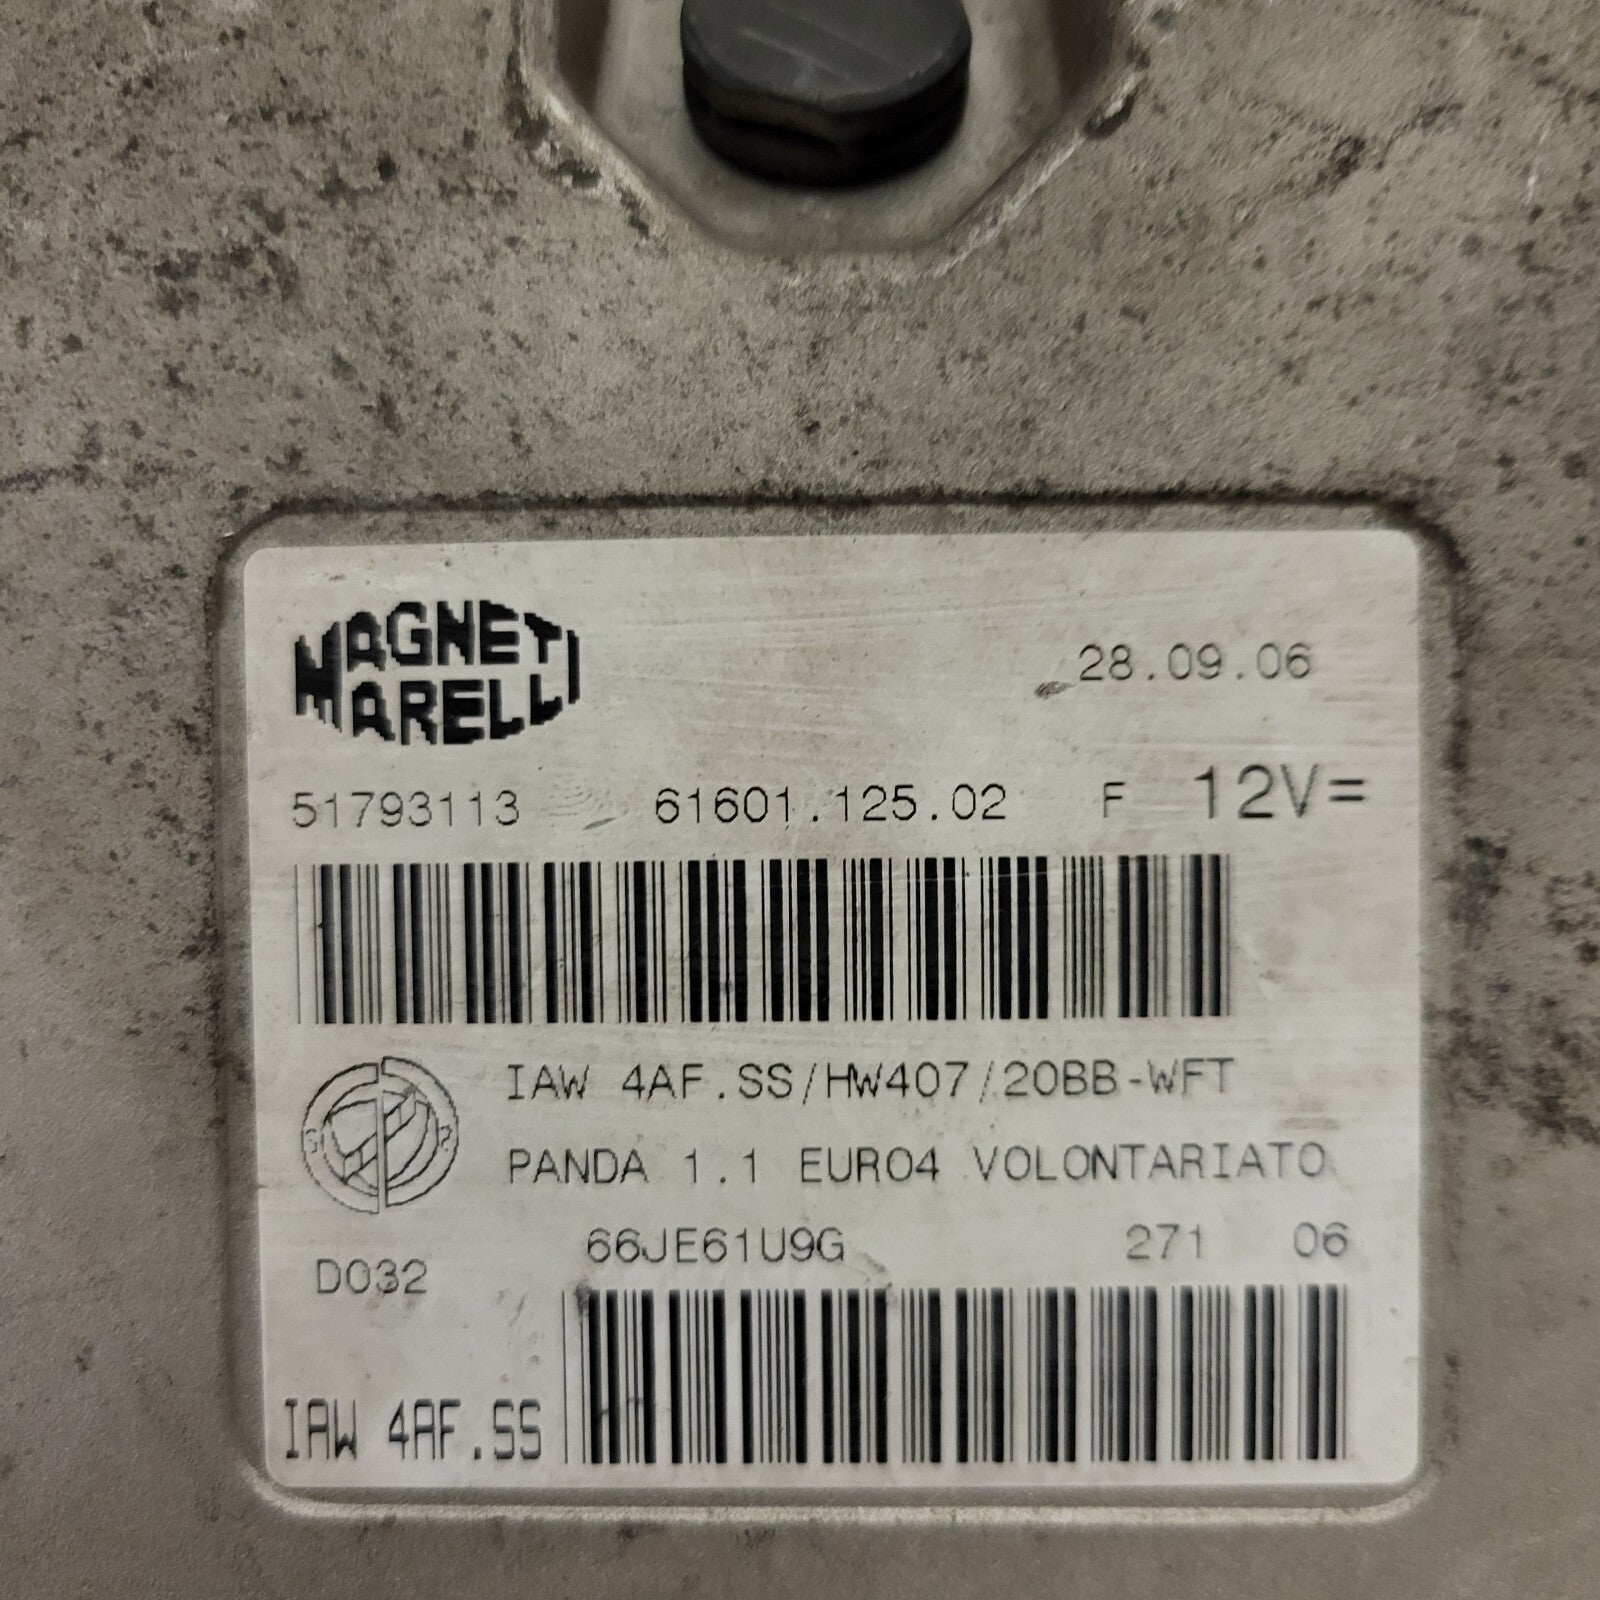 MAGNETI
MARELLI
28.09.06
51793113 61601.125.02 F 12V=
IAW 4AF.SS/HW407/20BB-WFT
PANDA 1.1 EURO4 VOLONTARIATO
66JE61U9G 271 06
D032
IAW 4AF.SS